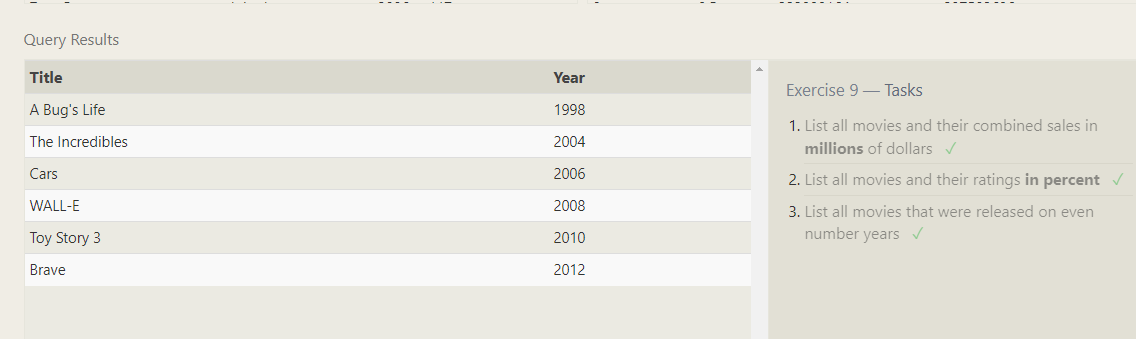 Query Results
Title Year
A Bug's Life 1998
The Incredibles 2004
Cars 2006
WALL-E 2008
Toy Story 3 2010
Brave 2012
Exercise 9 — Tasks
1. List all movies and their combined sales in
millions of dollars ✓
2. List all movies and their ratings in percent ✓
3. List all movies that were released on even
number years ✓